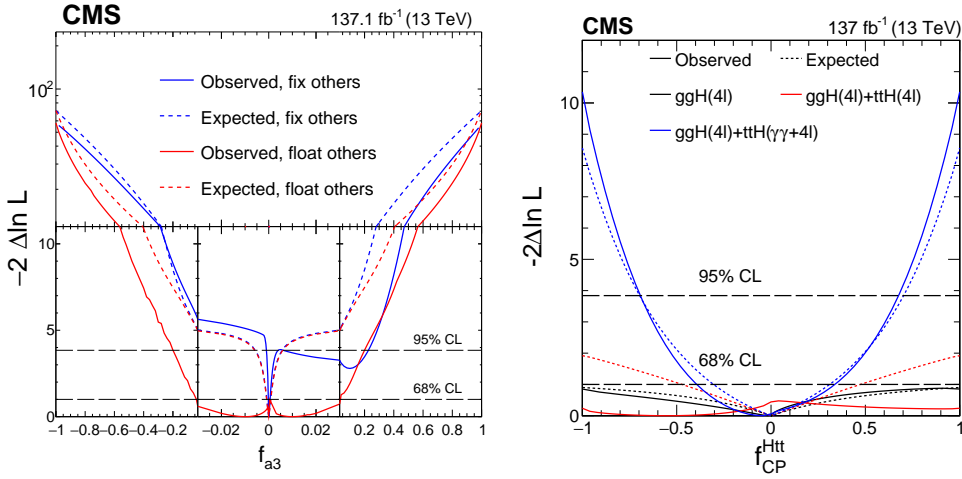 CMS
137.1 fb⁻¹ (13 TeV)
−2 Δln L
10²
Observed, fix others
Expected, fix others
Observed, float others
Expected, float others
10
5
0
95% CL
68% CL
−1 −0.8 −0.6 −0.4 −0.2 −0.02 0 0.02 0.2 0.4 0.6 0.8 1
f_a3
CMS
137 fb⁻¹ (13 TeV)
-2Δln L
Observed Expected
ggH(4l) ggH(4l)+ttH(4l)
ggH(4l)+ttH(γγ+4l)
10
5
0
95% CL
68% CL
−1 −0.5 0 0.5 1
f_CP^Htt